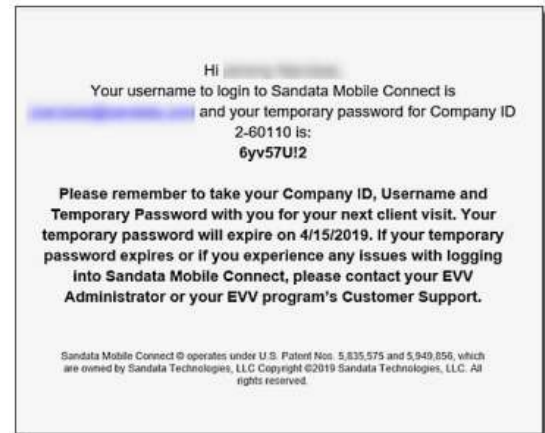 Hi
Your username to login to Sandata Mobile Connect is
and your temporary password for Company ID
2-60110 is:
6yv57U!2
Please remember to take your Company ID, Username and
Temporary Password with you for your next client visit. Your
temporary password will expire on 4/15/2019. If your temporary
password expires or if you experience any issues with logging
into Sandata Mobile Connect, please contact your EVV
Administrator or your EVV program's Customer Support.
Sandata Mobile Connect © operates under U.S. Patent Nos. 5,835,575 and 5,949,856, which
are owned by Sandata Technologies, LLC Copyright ©2019 Sandata Technologies, LLC. All
rights reserved.